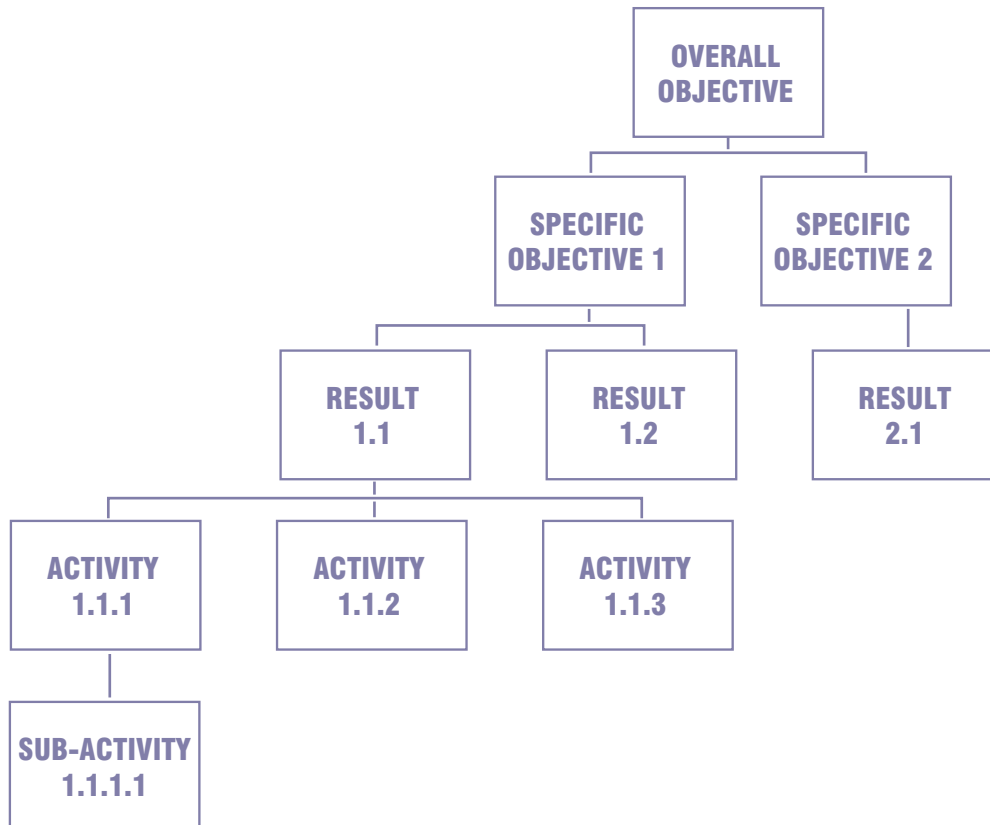 OVERALL
OBJECTIVE
SPECIFIC
OBJECTIVE 1
SPECIFIC
OBJECTIVE 2
RESULT
1.1
RESULT
1.2
RESULT
2.1
ACTIVITY
1.1.1
ACTIVITY
1.1.2
ACTIVITY
1.1.3
SUB-ACTIVITY
1.1.1.1